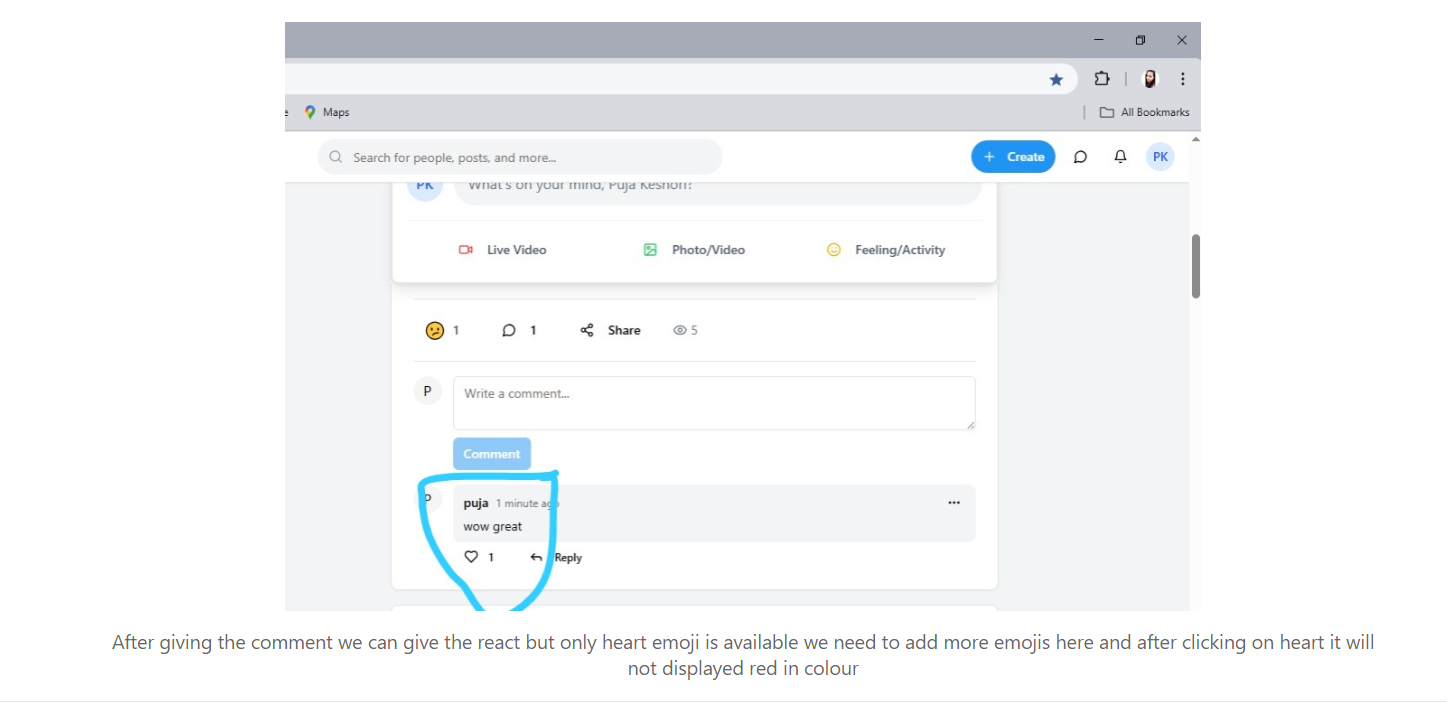 Maps
All Bookmarks
Search for people, posts, and more...
+ Create
PK
PK
What's on your mind, Puja Keshori?
Live Video
Photo/Video
Feeling/Activity
1
1
Share
5
P
Write a comment...
Comment
P
puja 1 minute ago
wow great
1
Reply
After giving the comment we can give the react but only heart emoji is available we need to add more emojis here and after clicking on heart it will
not displayed red in colour